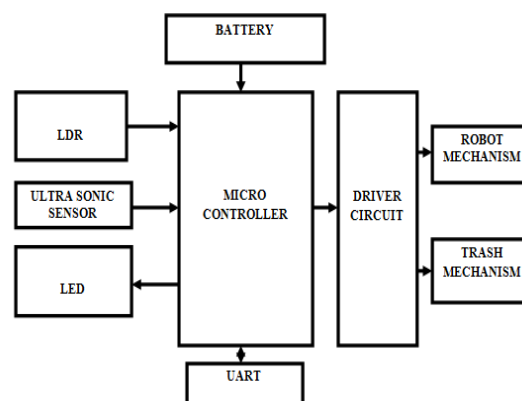 BATTERY
LDR
ULTRA SONIC
SENSOR
LED
MICRO
CONTROLLER
DRIVER
CIRCUIT
ROBOT
MECHANISM
TRASH
MECHANISM
UART